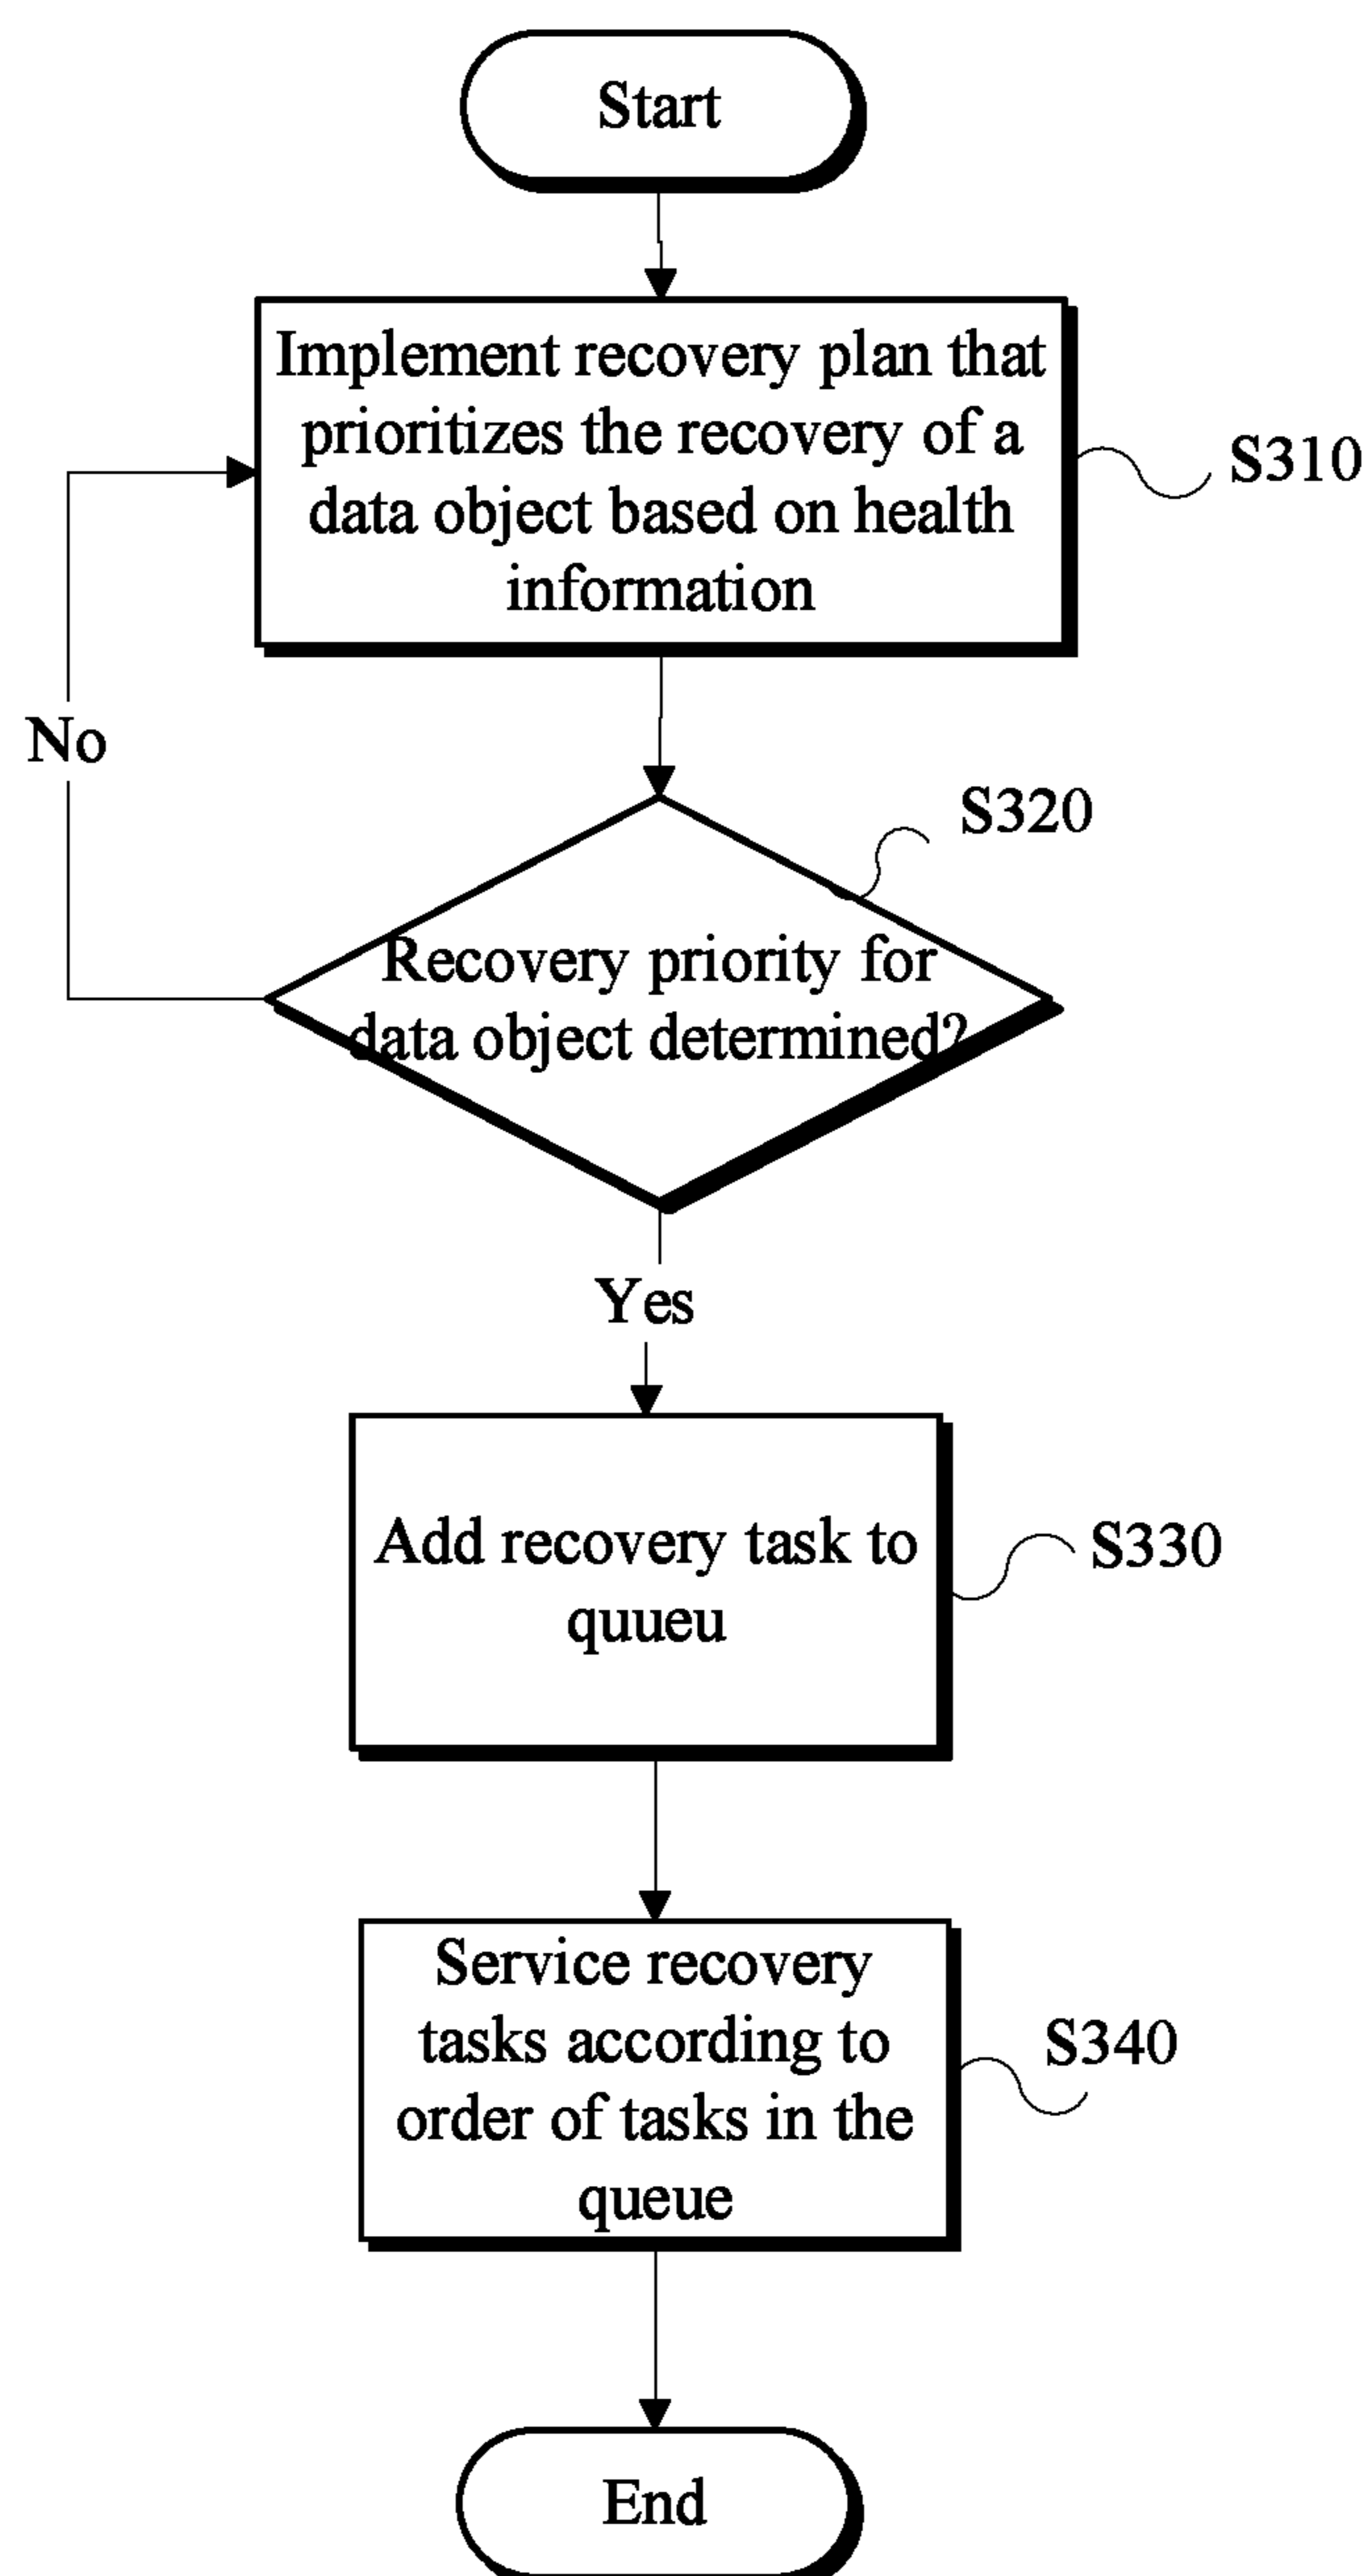 Start
Implement recovery plan that
prioritizes the recovery of a
data object based on health
information
S310
No
S320
Recovery priority for
data object determined?
Yes
Add recovery task to
quueu
S330
Service recovery
tasks according to
order of tasks in the
queue
S340
End